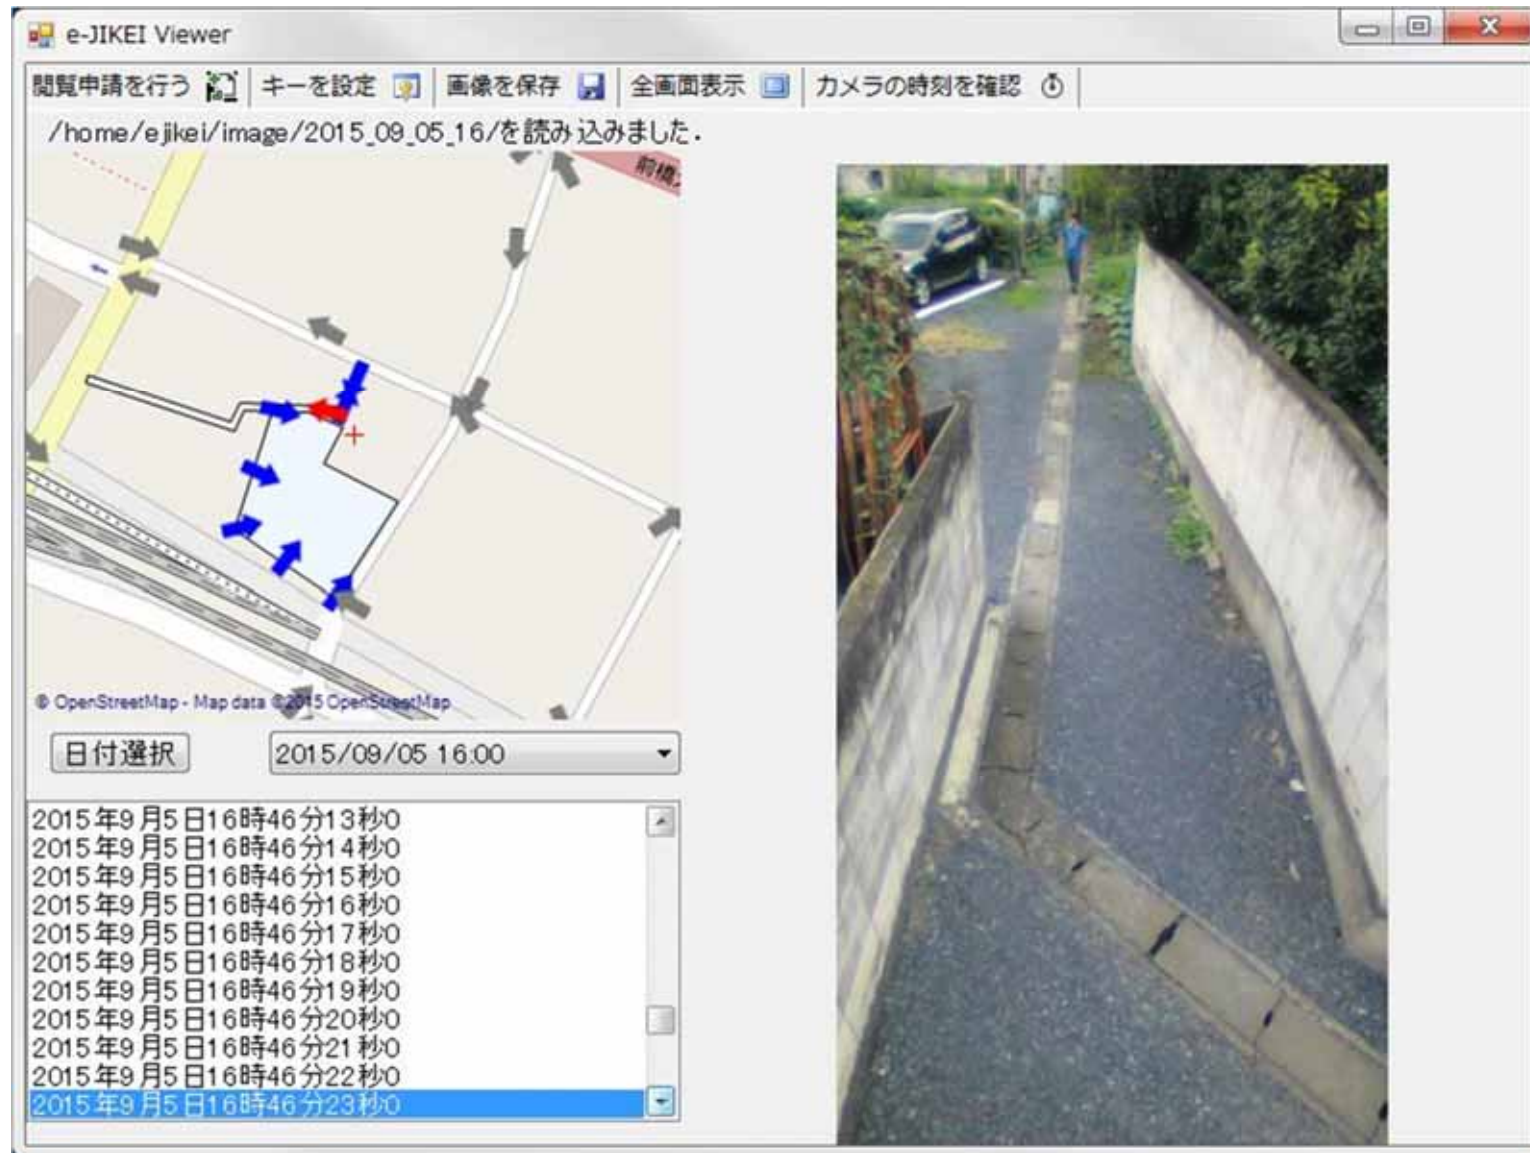 e-JIKEI Viewer
閲覧申請を行う キーを設定 画像を保存 全画面表示 カメラの時刻を確認
/home/ejikei/image/2015_09_05_16/を読み込みました.
前橋
© OpenStreetMap - Map data ©2015 OpenStreetMap
日付選択 2015/09/05 16:00
2015年9月5日16時46分13秒0
2015年9月5日16時46分14秒0
2015年9月5日16時46分15秒0
2015年9月5日16時46分16秒0
2015年9月5日16時46分17秒0
2015年9月5日16時46分18秒0
2015年9月5日16時46分19秒0
2015年9月5日16時46分20秒0
2015年9月5日16時46分21秒0
2015年9月5日16時46分22秒0
2015年9月5日16時46分23秒0